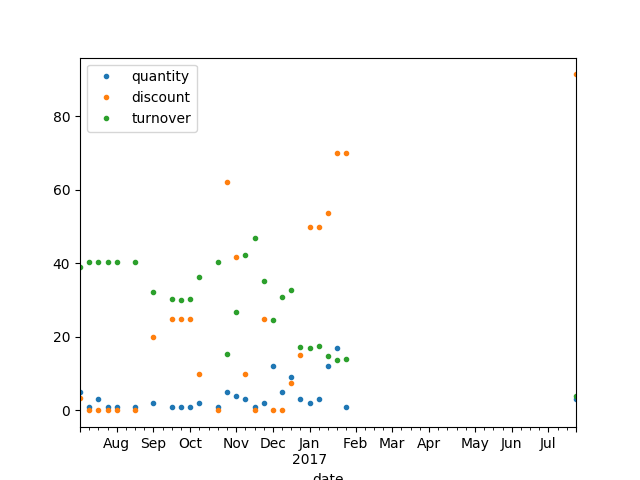 quantity
discount
turnover
80
60
40
20
0
Aug Sep Oct Nov Dec Jan Feb Mar Apr May Jun Jul
2017
date